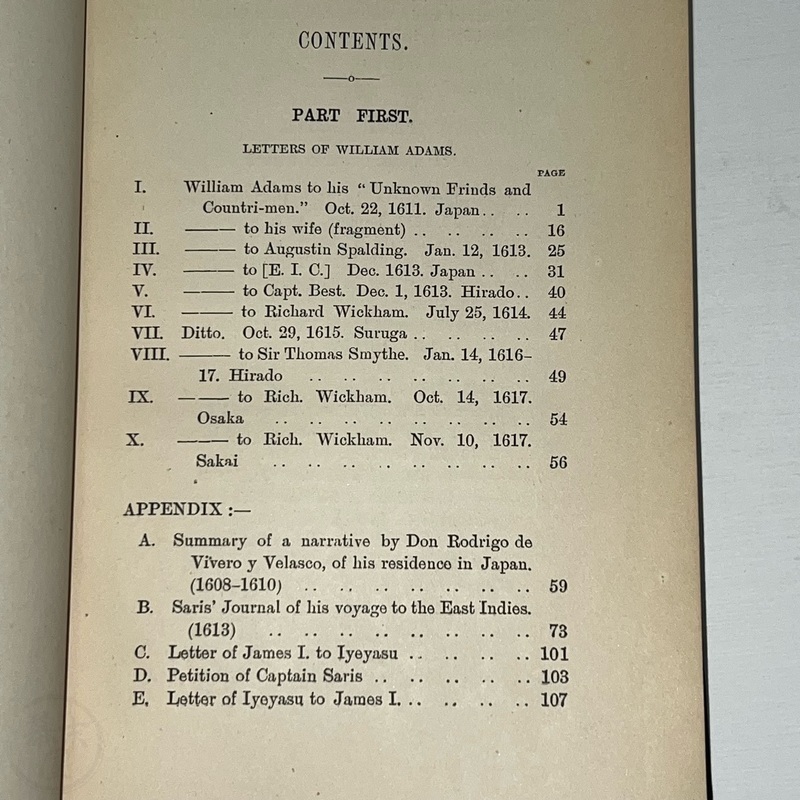 CONTENTS.
PART FIRST.
LETTERS OF WILLIAM ADAMS.
PAGE
I. William Adams to his "Unknown Frinds and
Countri-men." Oct. 22, 1611. Japan.. .. 1
II. ——— to his wife (fragment) .. .. .. .. 16
III. ——— to Augustin Spalding. Jan. 12, 1613. 25
IV. ——— to [E. I. C.] Dec. 1613. Japan .. .. 31
V. ——— to Capt. Best. Dec. 1, 1613. Hirado.. 40
VI. ——— to Richard Wickham. July 25, 1614. 44
VII. Ditto. Oct. 29, 1615. Suruga .. .. .. .. 47
VIII. ——— to Sir Thomas Smythe. Jan. 14, 1616–
17. Hirado .. .. .. .. .. .. .. .. 49
IX. ——— to Rich. Wickham. Oct. 14, 1617.
Osaka .. .. .. .. .. .. .. .. .. 54
X. ——— to Rich. Wickham. Nov. 10, 1617.
Sakai .. .. .. .. .. .. .. .. .. 56
APPENDIX :—
A. Summary of a narrative by Don Rodrigo de
Vivero y Velasco, of his residence in Japan.
(1608–1610) .. .. .. .. .. .. .. .. 59
B. Saris' Journal of his voyage to the East Indies.
(1613) .. .. .. .. .. .. .. .. .. 73
C. Letter of James I. to Iyeyasu .. .. .. .. 101
D. Petition of Captain Saris .. .. .. .. .. 103
E. Letter of Iyeyasu to James I. .. .. .. .. 107